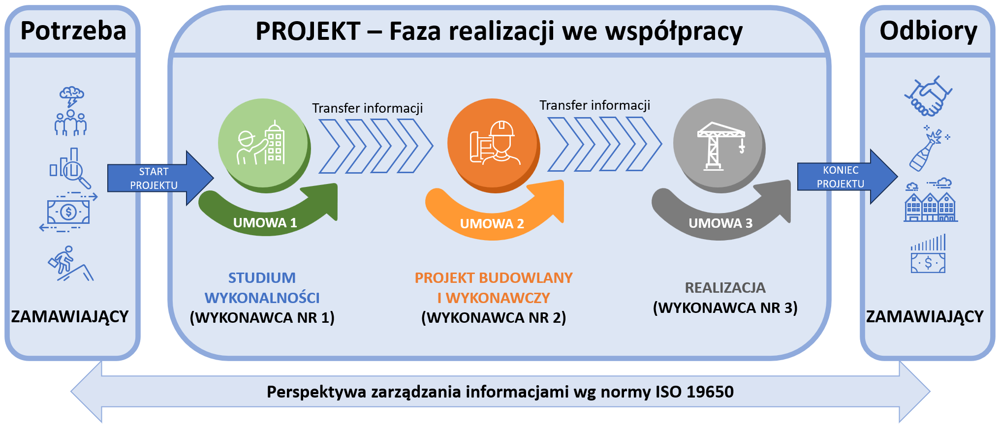 Potrzeba
PROJEKT – Faza realizacji we współpracy
Odbiory
Transfer informacji
Transfer informacji
START
PROJEKTU
KONIEC
PROJEKTU
UMOWA 1
UMOWA 2
UMOWA 3
STUDIUM
WYKONALNOŚCI
(WYKONAWCA NR 1)
PROJEKT BUDOWLANY
I WYKONAWCZY
(WYKONAWCA NR 2)
REALIZACJA
(WYKONAWCA NR 3)
ZAMAWIAJĄCY
ZAMAWIAJĄCY
Perspektywa zarządzania informacjami wg normy ISO 19650